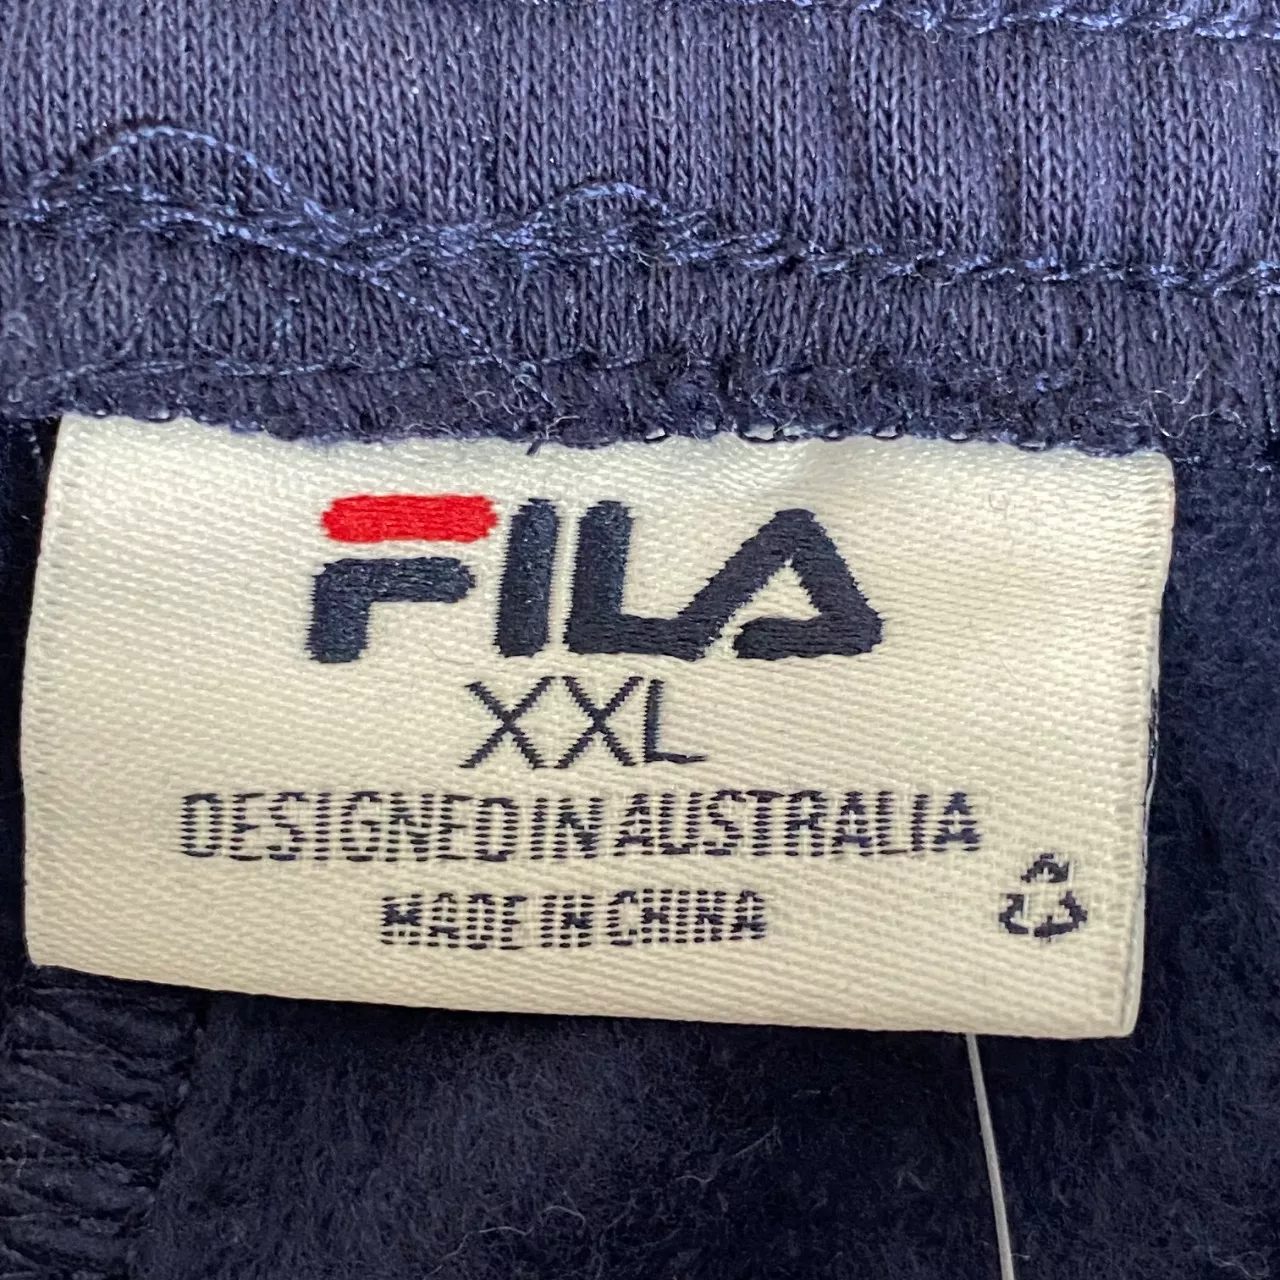 FILA
XXL
DESIGNED IN AUSTRALIA
MADE IN CHINA